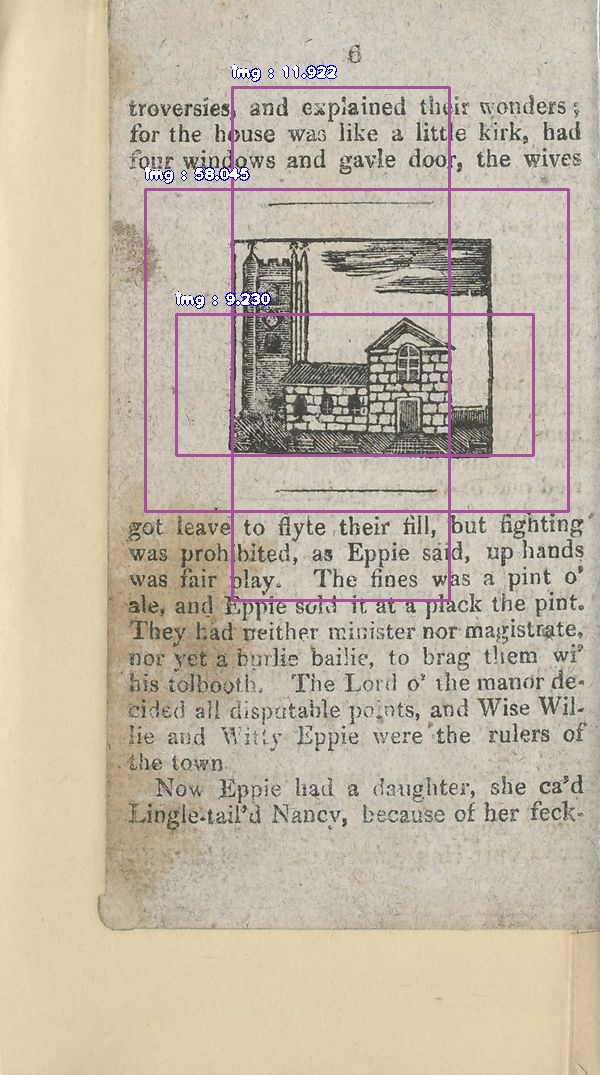 6
img : 11.922
troversies, and explained their wonders;
for the house was like a little kirk, had
four windows and gavle door, the wives
img : 58.045
img : 9.230
got leave to flyte their fill, but fighting
was prohibited, as Eppie said, up hands
was fair play. The fines was a pint o'
ale, and Eppie sold it at a plack the pint.
They had neither minister nor magistrate,
nor yet a burlie bailie, to brag them wi'
his tolbooth. The Lord o' the manor de-
cided all disputable points, and Wise Wil-
lie and Witty Eppie were the rulers of
the town
Now Eppie had a daughter, she ca'd
Lingle-tail'd Nancy, because of her feck-